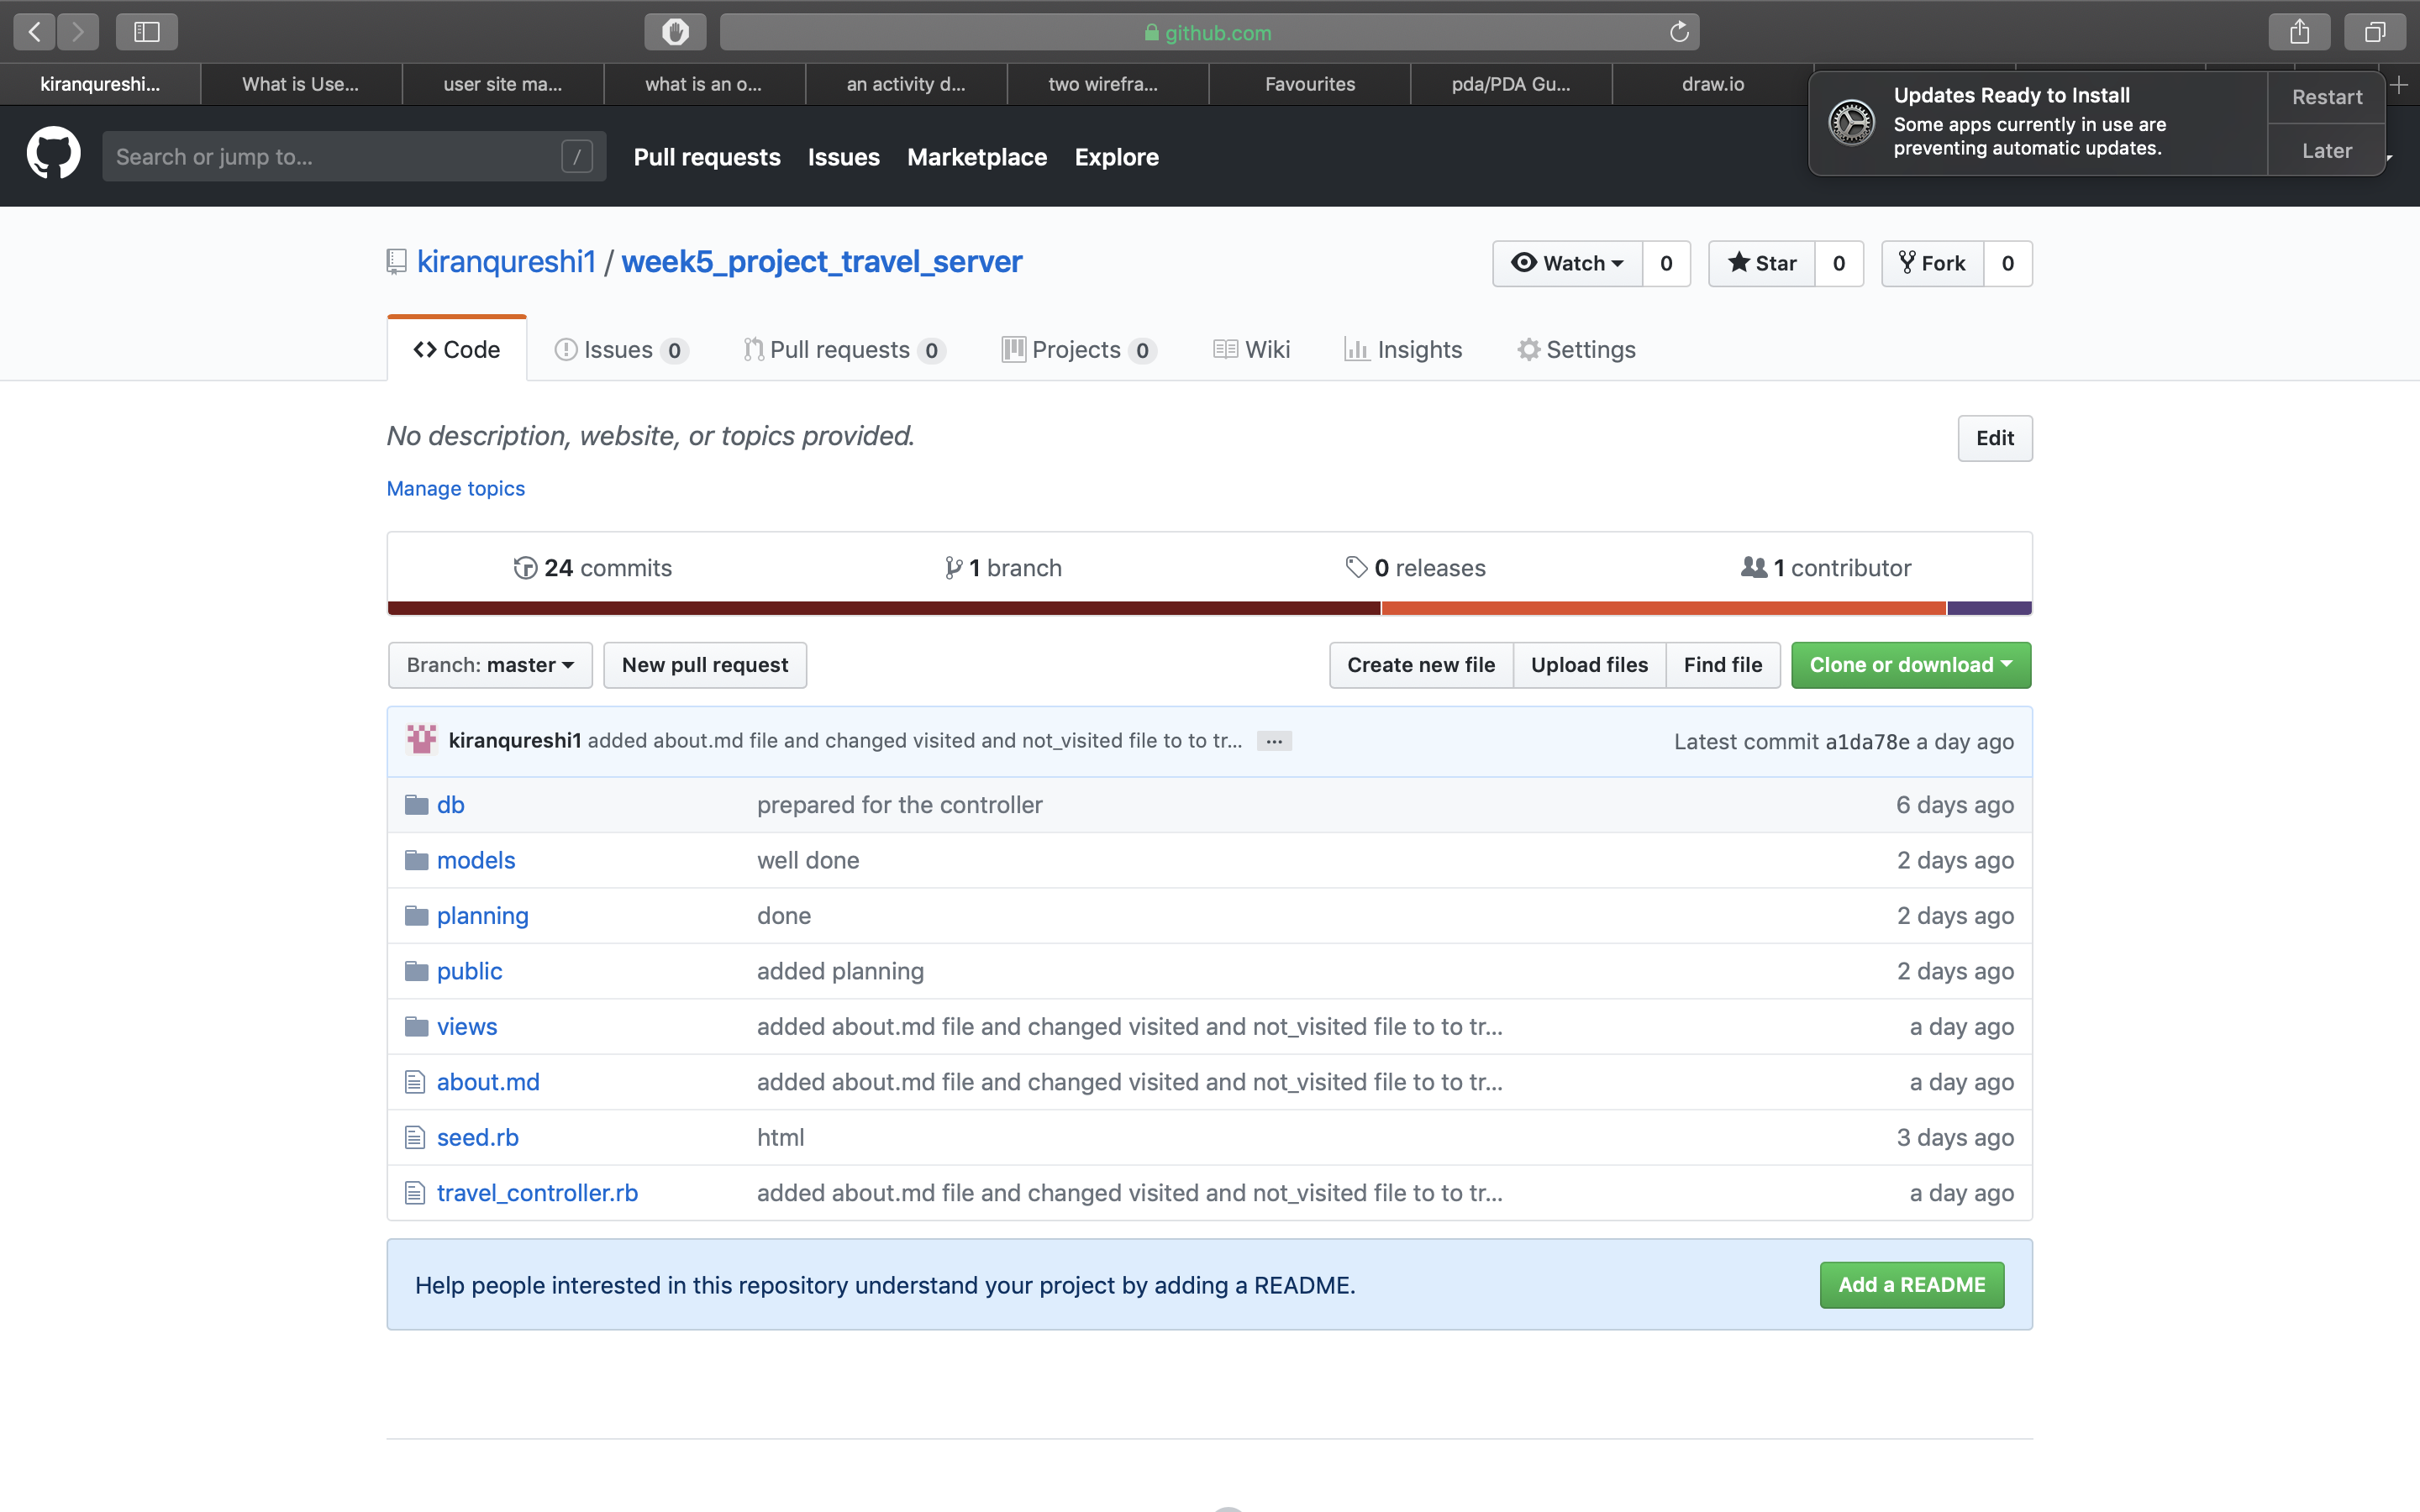 github.com
kiranqureshi...
What is Use...
user site ma...
what is an o...
an activity d...
two wirefra...
Favourites
pda/PDA Gu...
draw.io
Updates Ready to Install
Some apps currently in use are
preventing automatic updates.
Restart
Later
Search or jump to...
/
Pull requests
Issues
Marketplace
Explore
kiranqureshi1 / week5_project_travel_server
Watch 0
Star 0
Fork 0
Code
Issues 0
Pull requests 0
Projects 0
Wiki
Insights
Settings
No description, website, or topics provided.
Edit
Manage topics
24 commits
1 branch
0 releases
1 contributor
Branch: master
New pull request
Create new file
Upload files
Find file
Clone or download
kiranqureshi1 added about.md file and changed visited and not_visited file to to tr... ...
Latest commit a1da78e a day ago
db prepared for the controller 6 days ago
models well done 2 days ago
planning done 2 days ago
public added planning 2 days ago
views added about.md file and changed visited and not_visited file to to tr... a day ago
about.md added about.md file and changed visited and not_visited file to to tr... a day ago
seed.rb html 3 days ago
travel_controller.rb added about.md file and changed visited and not_visited file to to tr... a day ago
Help people interested in this repository understand your project by adding a README.
Add a README